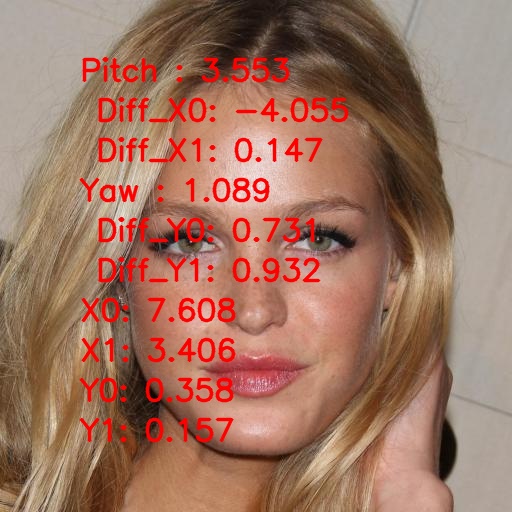 Pitch : 3.553
Diff_X0: -4.055
Diff_X1: 0.147
Yaw : 1.089
Diff_Y0: 0.731
Diff_Y1: 0.932
X0: 7.608
X1: 3.406
Y0: 0.358
Y1: 0.157